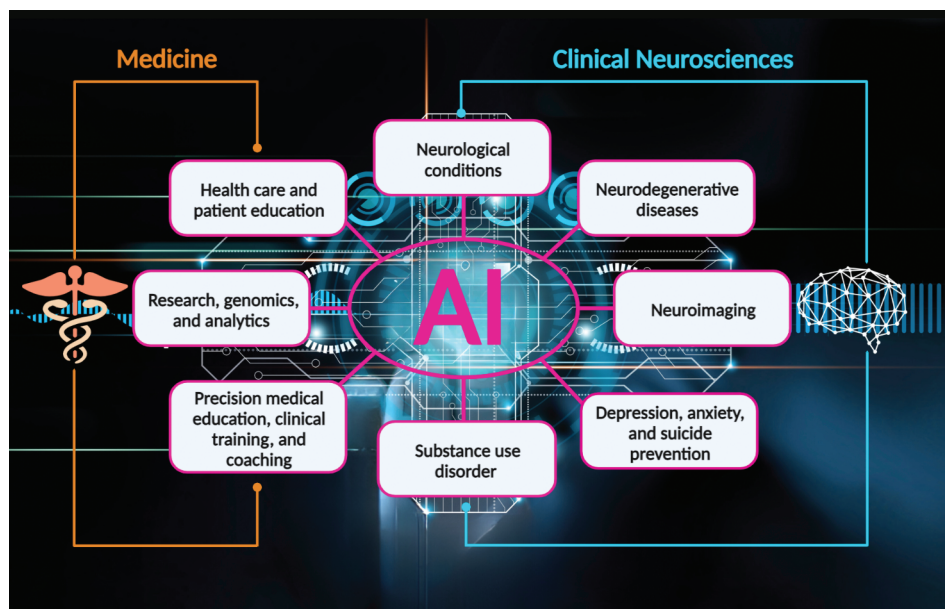 Medicine
Clinical Neurosciences
Neurological
conditions
Health care and
patient education
Neurodegenerative
diseases
AI
Research, genomics,
and analytics
Neuroimaging
Precision medical
education, clinical
training, and
coaching
Depression, anxiety,
and suicide
prevention
Substance use
disorder